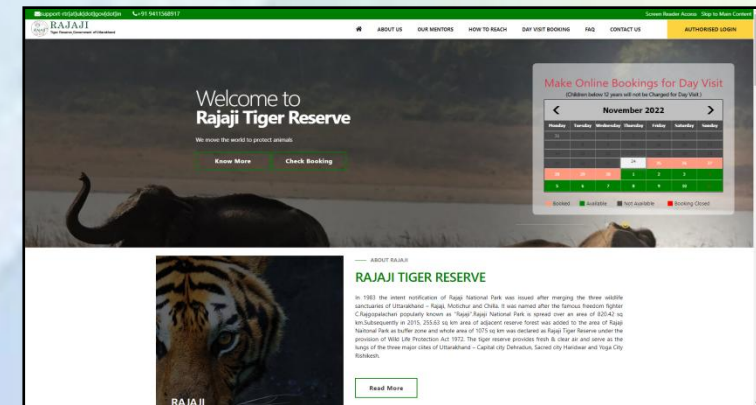 support-rtr[at]uk[dot]gov[dot]in +91 9411568917 Screen Reader Access Skip to Main Content
RAJAJI
Tiger Reserve, Government of Uttarakhand
ABOUT US OUR MENTORS HOW TO REACH DAY VISIT BOOKING FAQ CONTACT US AUTHORISED LOGIN
Make Online Bookings for Day Visit
(Children below 12 years will not be Charged for Day Visit.)
< November 2022 >
Monday Tuesday Wednesday Thursday Friday Saturday Sunday
24 25 26 27
28 29 30 1 2 3
5 6 7 8 9 10
Booked Available Not Available Booking Closed
Welcome to
Rajaji Tiger Reserve
We move the world to protect animals
Know More Check Booking
ABOUT RAJAJI
RAJAJI TIGER RESERVE
In 1983 the intent notification of Rajaji National Park was issued after merging the three wildlife
sanctuaries of Uttarakhand – Rajaji, Motichur and Chilla. It was named after the famous freedom fighter
C.Rajgopalachari popularly known as "Rajaji".Rajaji National Park is spread over an area of 820.42 sq
km.Subsequently in 2015, 255.63 sq km area of adjacent reserve forest was added to the area of Rajaji
National Park as buffer zone and whole area of 1075 sq km was declared as Rajaji Tiger Reserve under the
provision of Wild Life Protection Act 1972. The tiger reserve provides fresh & clear air and serve as the
lungs of the three major cities of Uttarakhand – Capital city Dehradun, Sacred city Haridwar and Yoga City
Rishikesh.
Read More
RAJAJI